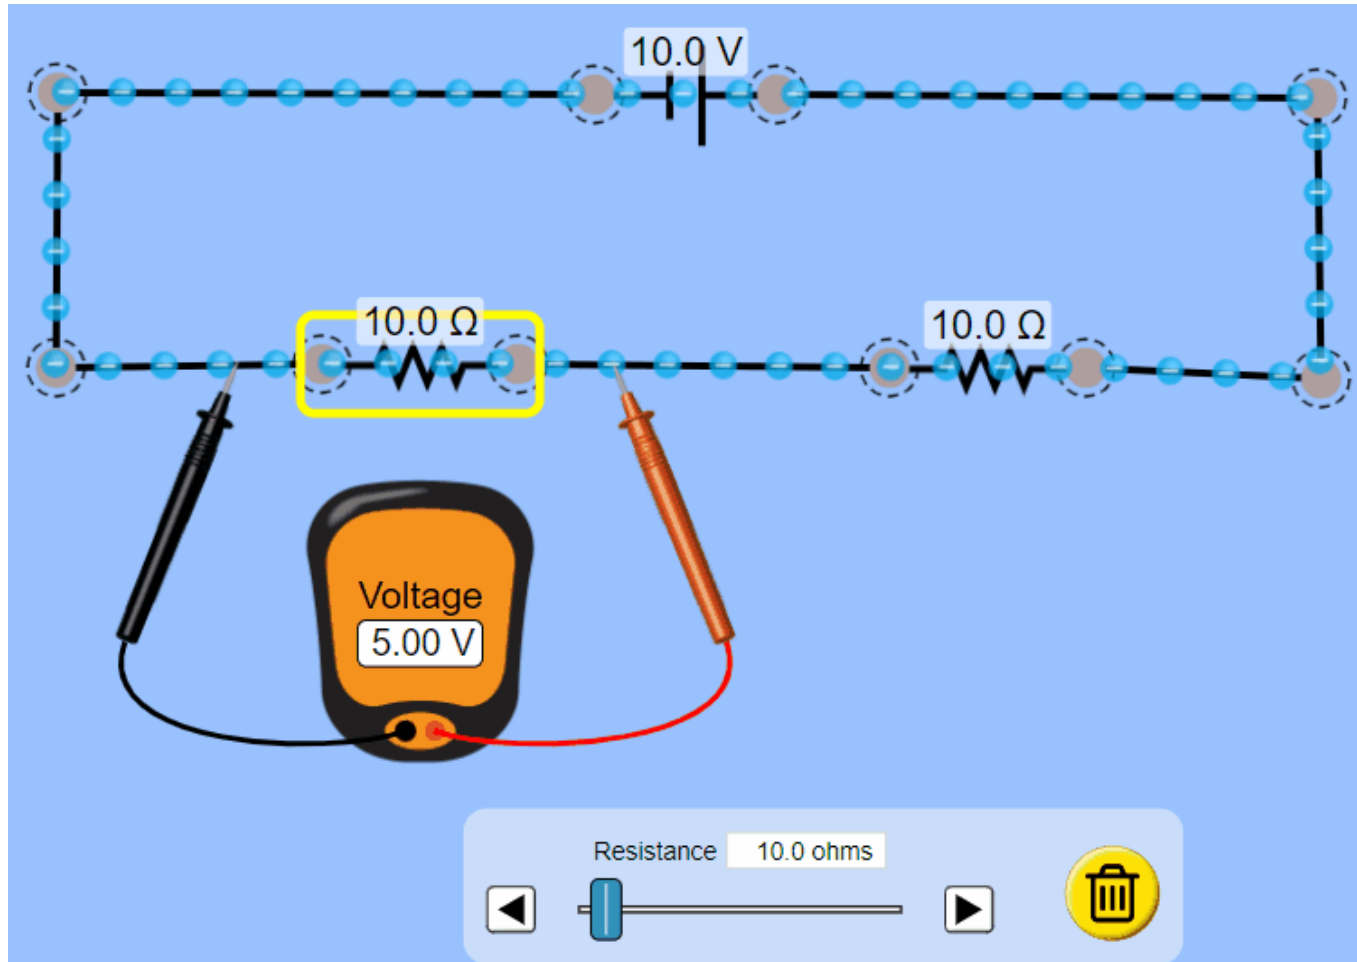 10.0 V
10.0 Ω
10.0 Ω
Voltage
5.00 V
Resistance 10.0 ohms